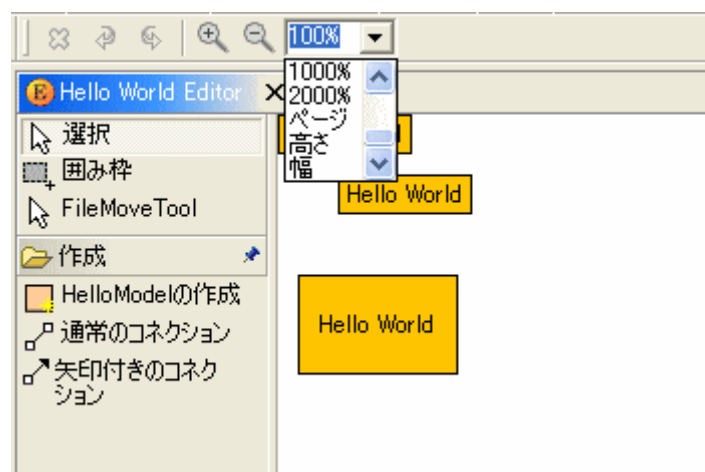 100%
1000%
2000%
ページ
高さ
幅
Hello World Editor
選択
囲み枠
FileMoveTool
作成
HelloModelの作成
通常のコネクション
矢印付きのコネク
ション
Hello World
Hello World